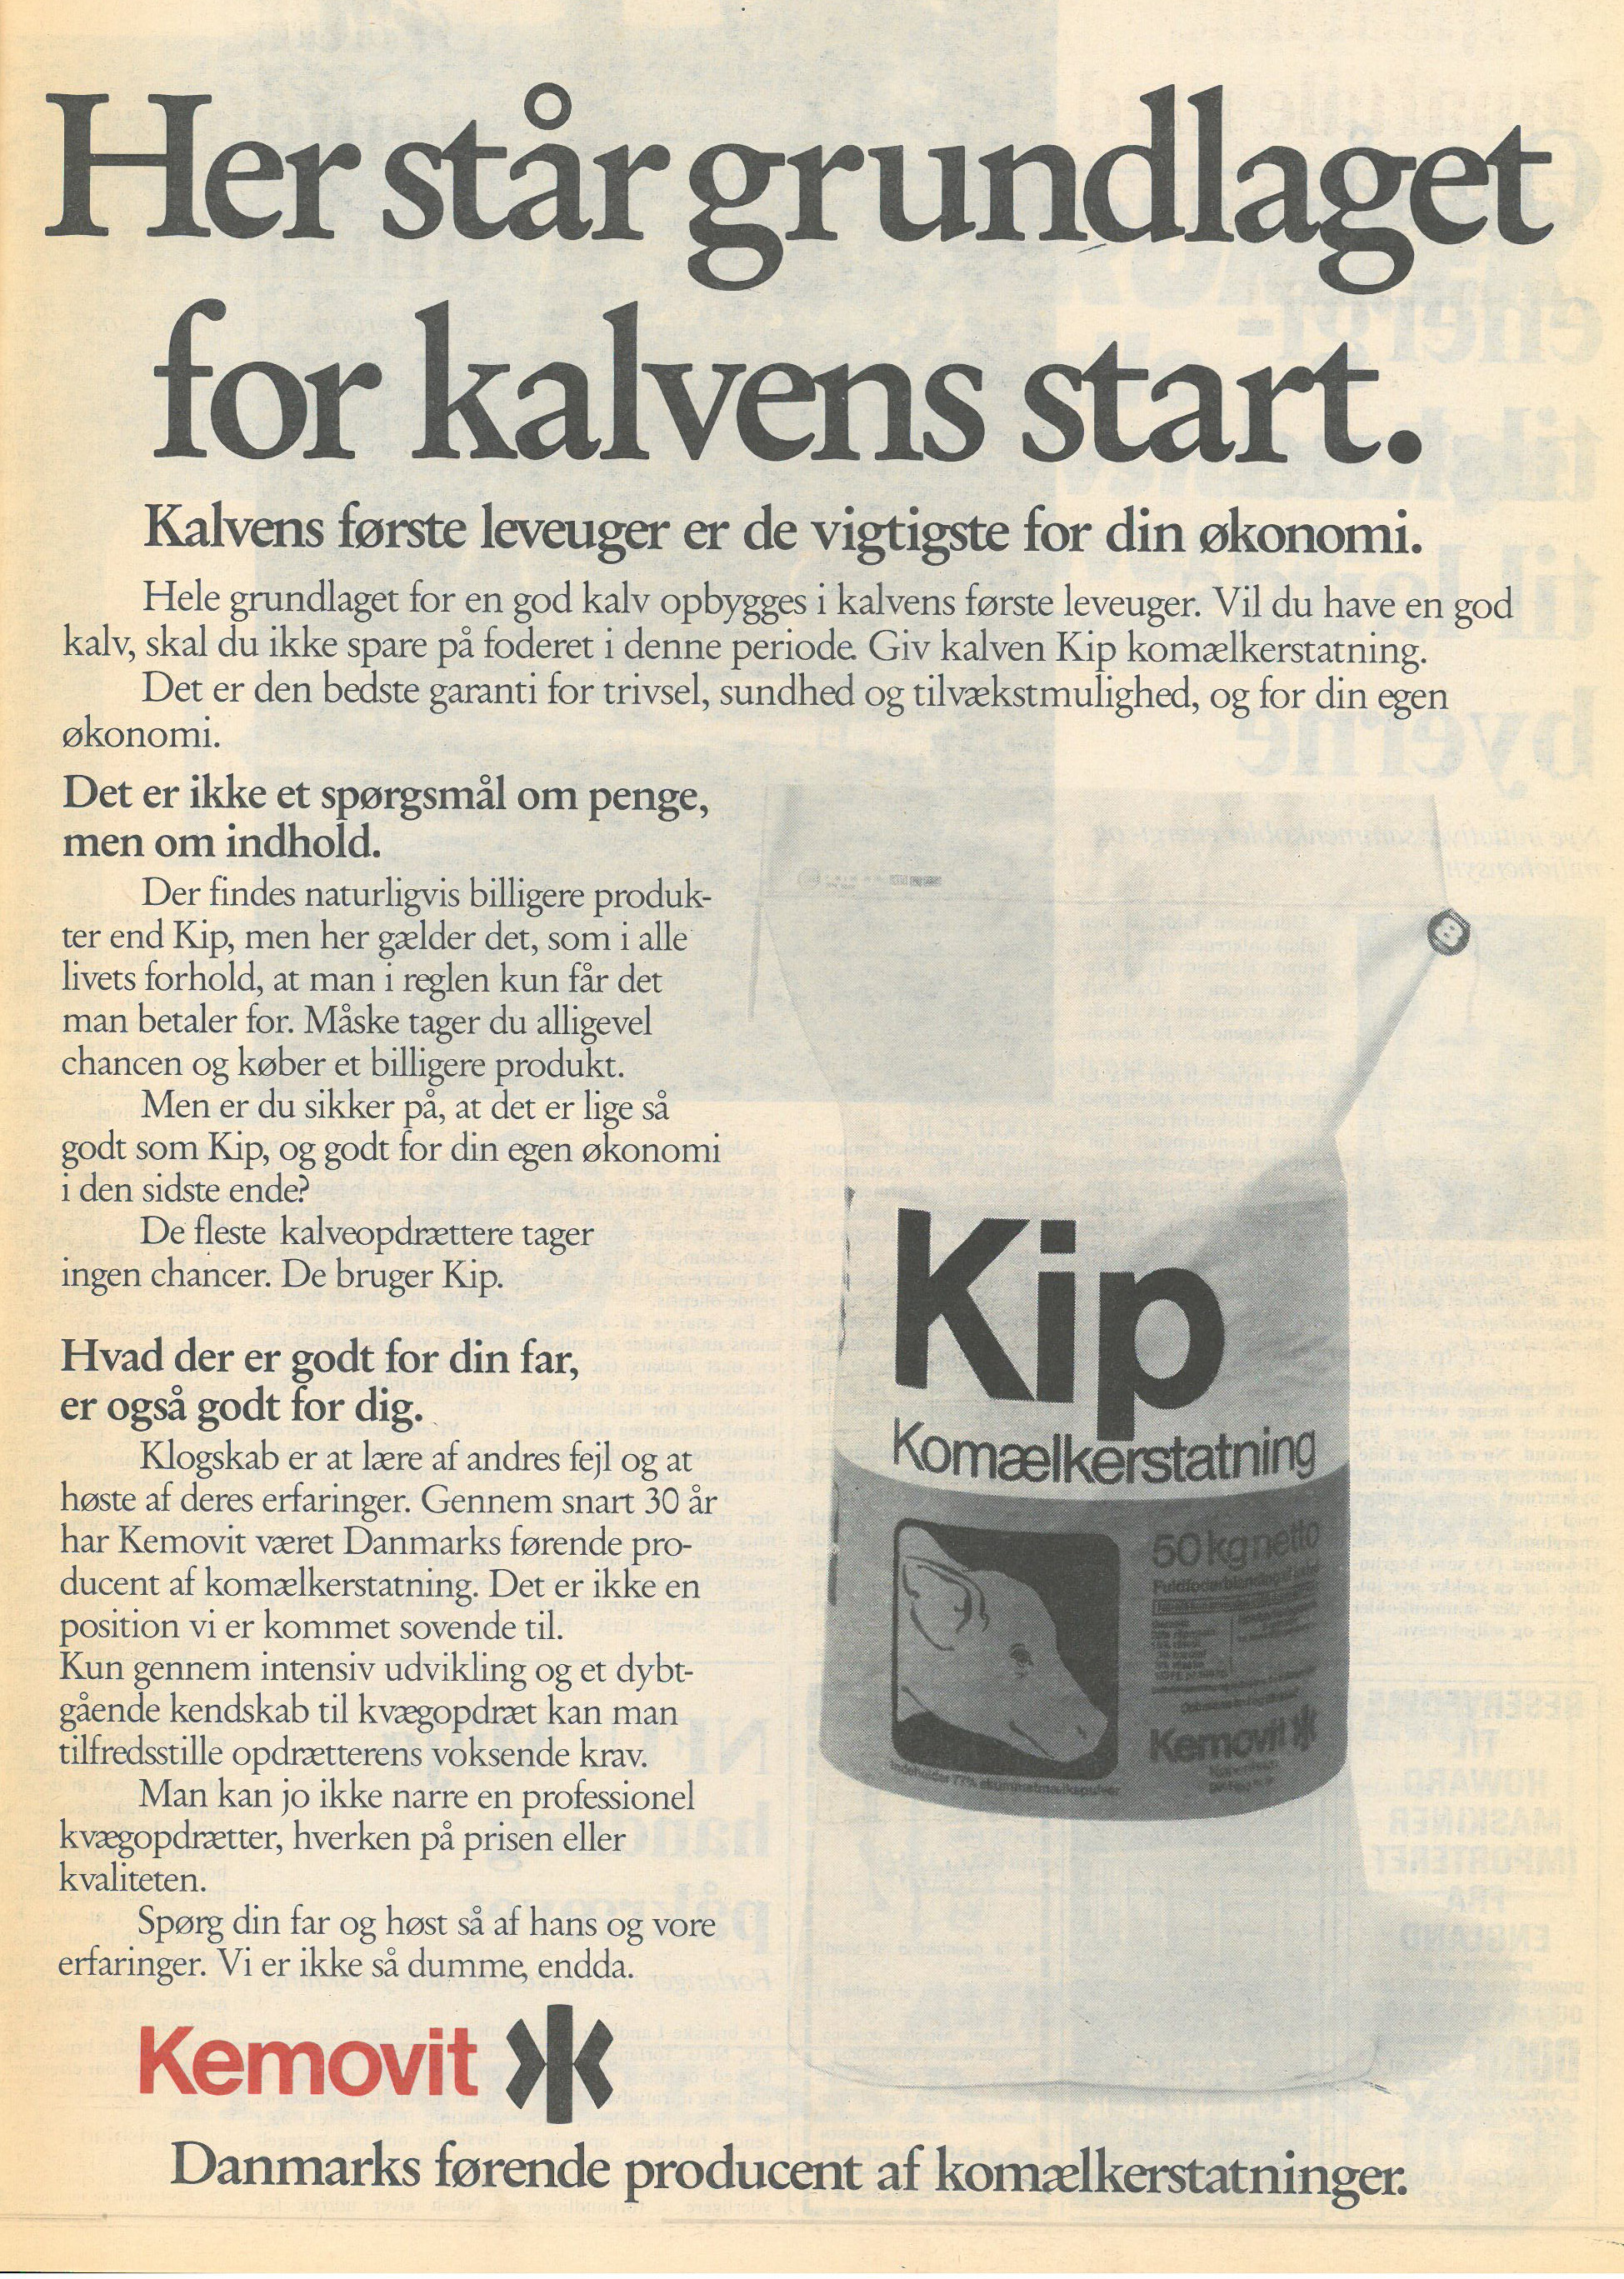 Her står grundlaget
for kalvens start.
Kalvens første leveuger er de vigtigste for din økonomi.
Hele grundlaget for en god kalv opbygges i kalvens første leveuger. Vil du have en god
kalv, skal du ikke spare på foderet i denne periode. Giv kalven Kip komælkerstatning.
Det er den bedste garanti for trivsel, sundhed og tilvækstmulighed, og for din egen
økonomi.
Det er ikke et spørgsmål om penge,
men om indhold.
Der findes naturligvis billigere produk-
ter end Kip, men her gælder det, som i alle
livets forhold, at man i reglen kun får det
man betaler for. Måske tager du alligevel
chancen og køber et billigere produkt.
Men er du sikker på, at det er lige så
godt som Kip, og godt for din egen økonomi
i den sidste ende?
De fleste kalveopdrættere tager
ingen chancer. De bruger Kip.
Hvad der er godt for din far,
er også godt for dig.
Klogskab er at lære af andres fejl og at
høste af deres erfaringer. Gennem snart 30 år
har Kemovit været Danmarks førende pro-
ducent af komælkerstatning. Det er ikke en
position vi er kommet sovende til.
Kun gennem intensiv udvikling og et dybt-
gående kendskab til kvægopdræt kan man
tilfredsstille opdrætterens voksende krav.
Man kan jo ikke narre en professionel
kvægopdrætter, hverken på prisen eller
kvaliteten.
Spørg din far og høst så af hans og vore
erfaringer. Vi er ikke så dumme, endda.
Kip
Komælkerstatning
50 kg netto
Fuldfoderblanding til kalve
Kemovit
Indeholder 77% skummetmælkspulver
Kemovit
Danmarks førende producent af komælkerstatninger.